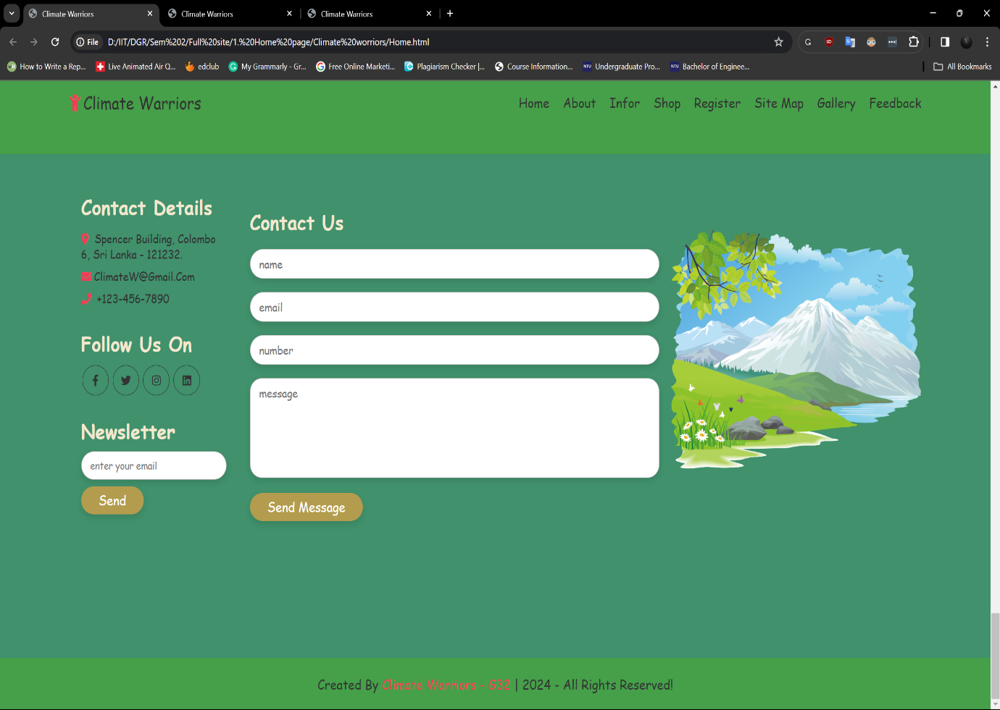 Climate Warriors
Climate Warriors
Climate Warriors
File D:/IIT/DGR/Sem%202/Full%20site/1.%20Home%20page/Climate%20worriors/Home.html
How to Write a Rep... Live Animated Air Q... edclub My Grammarly - Gr... Free Online Marketi... Plagiarism Checker |... Course Information... NTU Undergraduate Pro... NTU Bachelor of Enginee... All Bookmarks
Climate Warriors Home About Infor Shop Register Site Map Gallery Feedback
Contact Details
Spencer Building, Colombo
6, Sri Lanka - 121232.
ClimateW@Gmail.Com
+123-456-7890
Follow Us On
Newsletter
enter your email
Send
Contact Us
name
email
number
message
Send Message
Created By Climate Warriors - G32 | 2024 - All Rights Reserved!